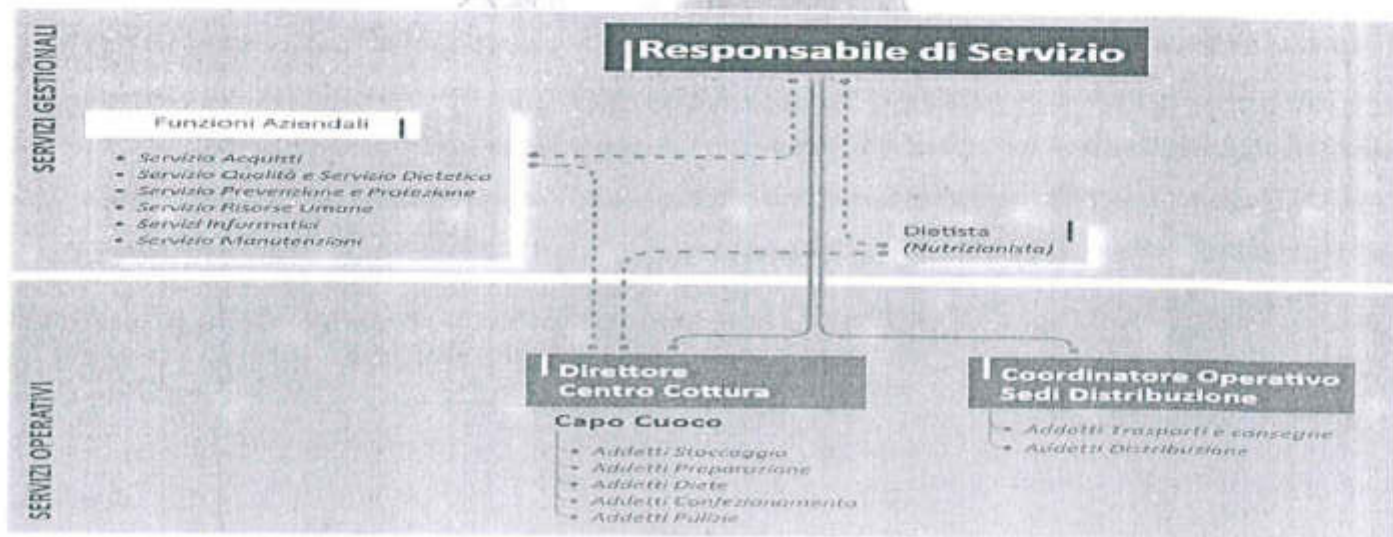 SERVIZI GESTIONALI
Responsabile di Servizio
Funzioni Aziendali
• Servizio Acquisti
• Servizio Qualità e Servizio Dietetico
• Servizio Prevenzione e Protezione
• Servizio Risorse Umane
• Servizi Informatici
• Servizio Manutenzioni
Dietista
(Nutrizionista)
SERVIZI OPERATIVI
Direttore
Centro Cottura
Capo Cuoco
• Addetti Stoccaggio
• Addetti Preparazione
• Addetti Diete
• Addetti Confezionamento
• Addetti Pulizie
Coordinatore Operativo
Sedi Distribuzione
• Addetti Trasporti e consegne
• Addetti Distribuzione